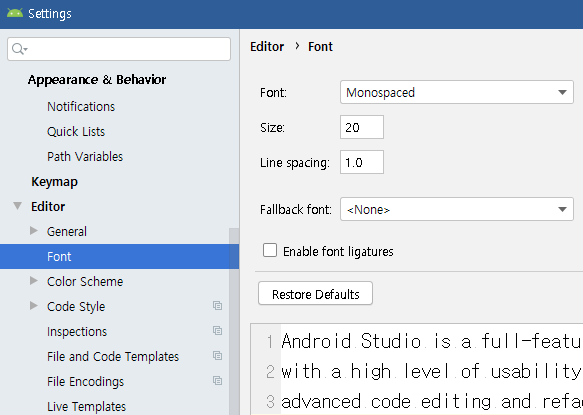 Settings
Appearance & Behavior
Notifications
Quick Lists
Path Variables
Keymap
Editor
General
Font
Color Scheme
Code Style
Inspections
File and Code Templates
File Encodings
Live Templates
Editor › Font
Font: Monospaced
Size: 20
Line spacing: 1.0
Fallback font: <None>
Enable font ligatures
Restore Defaults
1 Android Studio is a full-featu
2 with a high level of usability
3 advanced code editing and refac